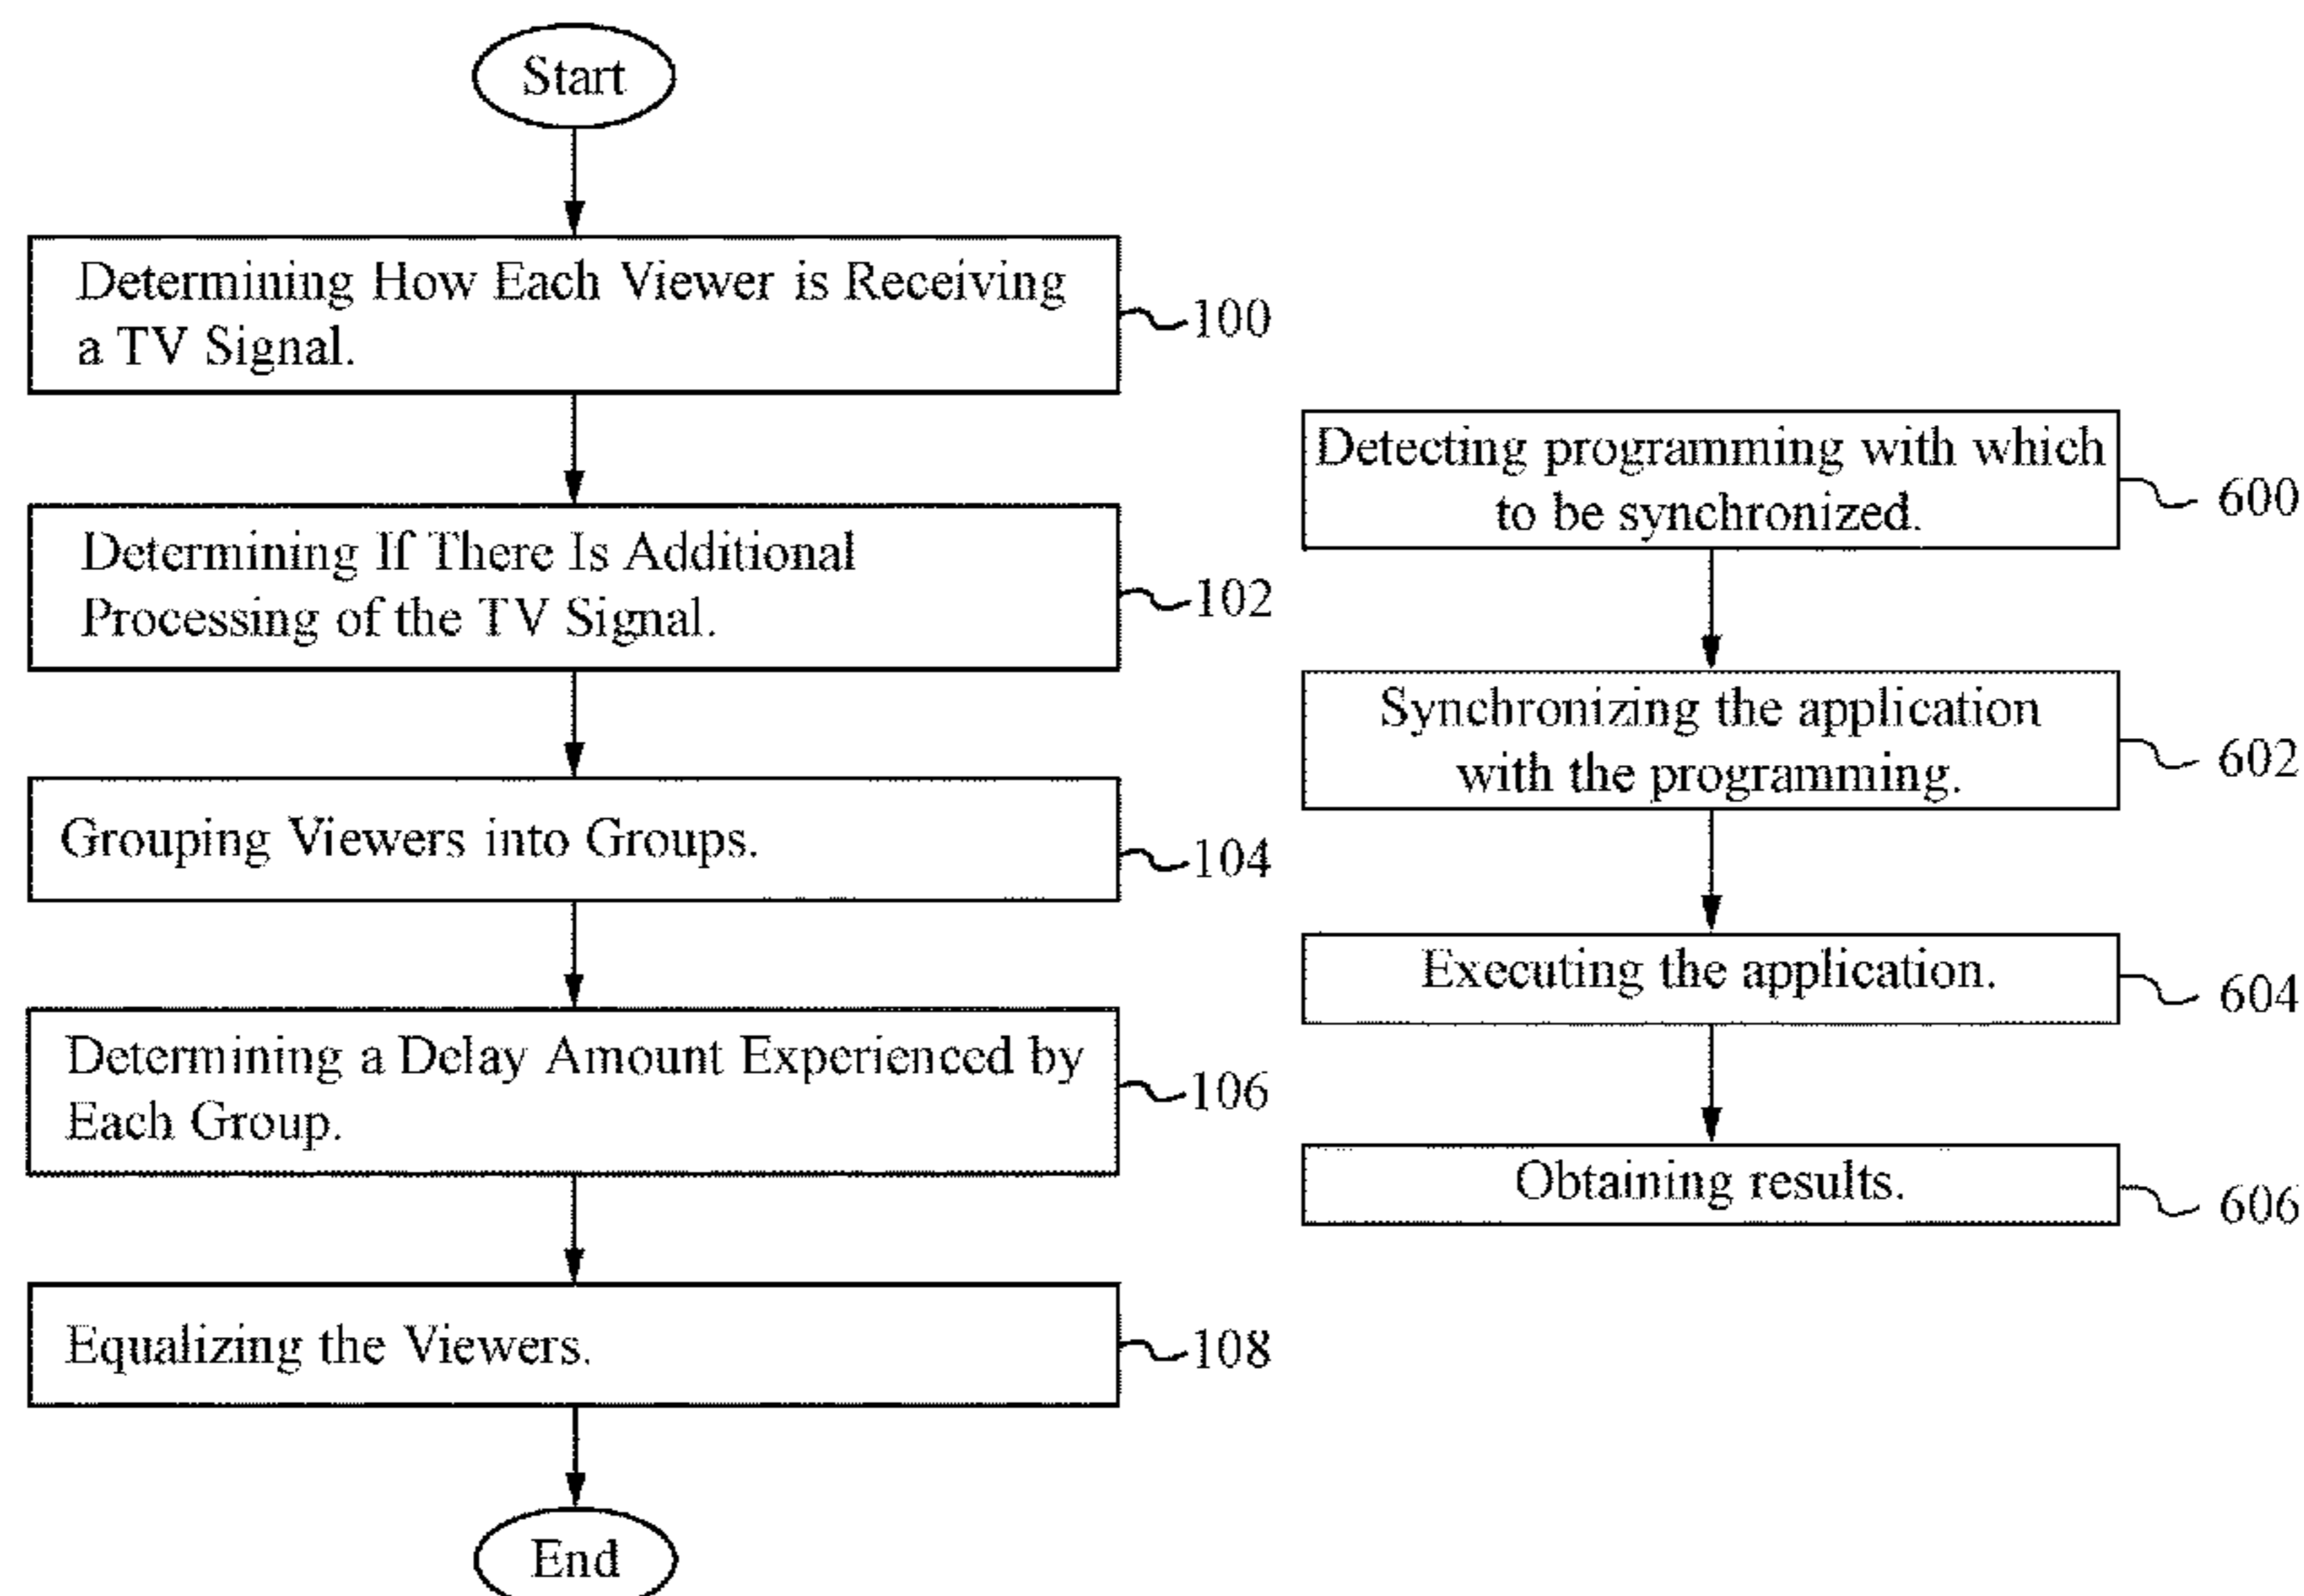 Start
Determining How Each Viewer is Receiving
a TV Signal.
100
Determining If There Is Additional
Processing of the TV Signal.
102
Grouping Viewers into Groups.
104
Determining a Delay Amount Experienced by
Each Group.
106
Equalizing the Viewers.
108
End
Detecting programming with which
to be synchronized.
600
Synchronizing the application
with the programming.
602
Executing the application.
604
Obtaining results.
606